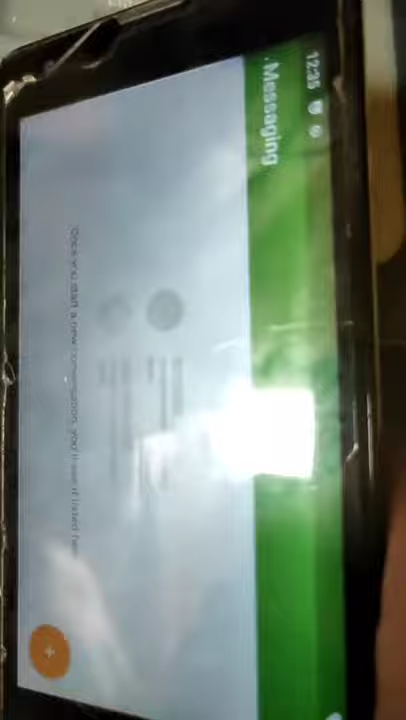 12:35
Messaging
Once you start a new conversation, you'll see it listed here
+